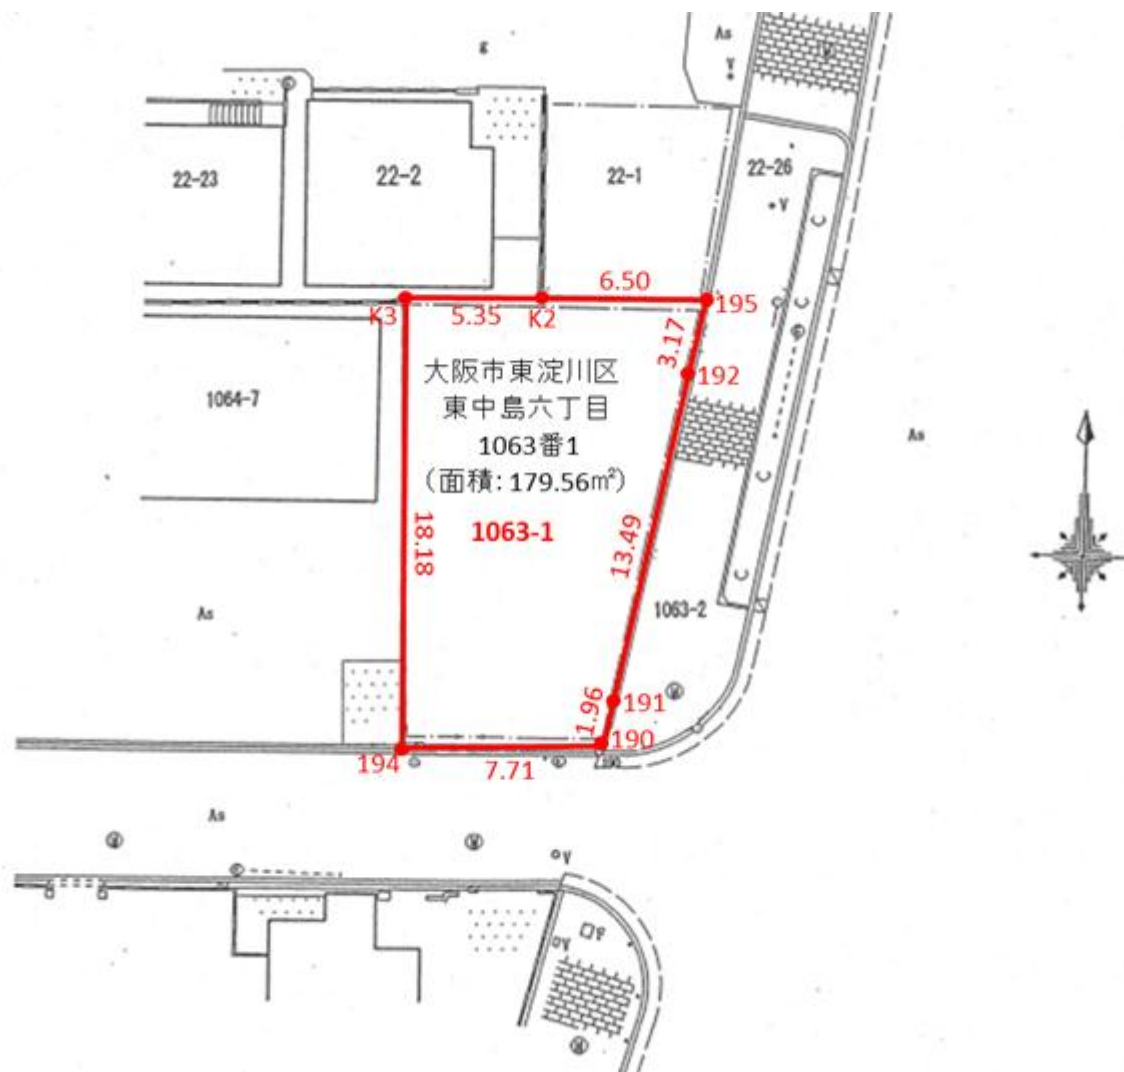 g
As
V
V
22-23
22-2
22-1
22-26
V
6.50
195
K3
5.35
K2
3.17
192
大阪市東淀川区
東中島六丁目
1063番1
（面積：179.56㎡）
1064-7
1063-1
As
18.18
13.49
C
C
C
C
As
1063-2
1.96
191
190
194
7.71
As
V
V